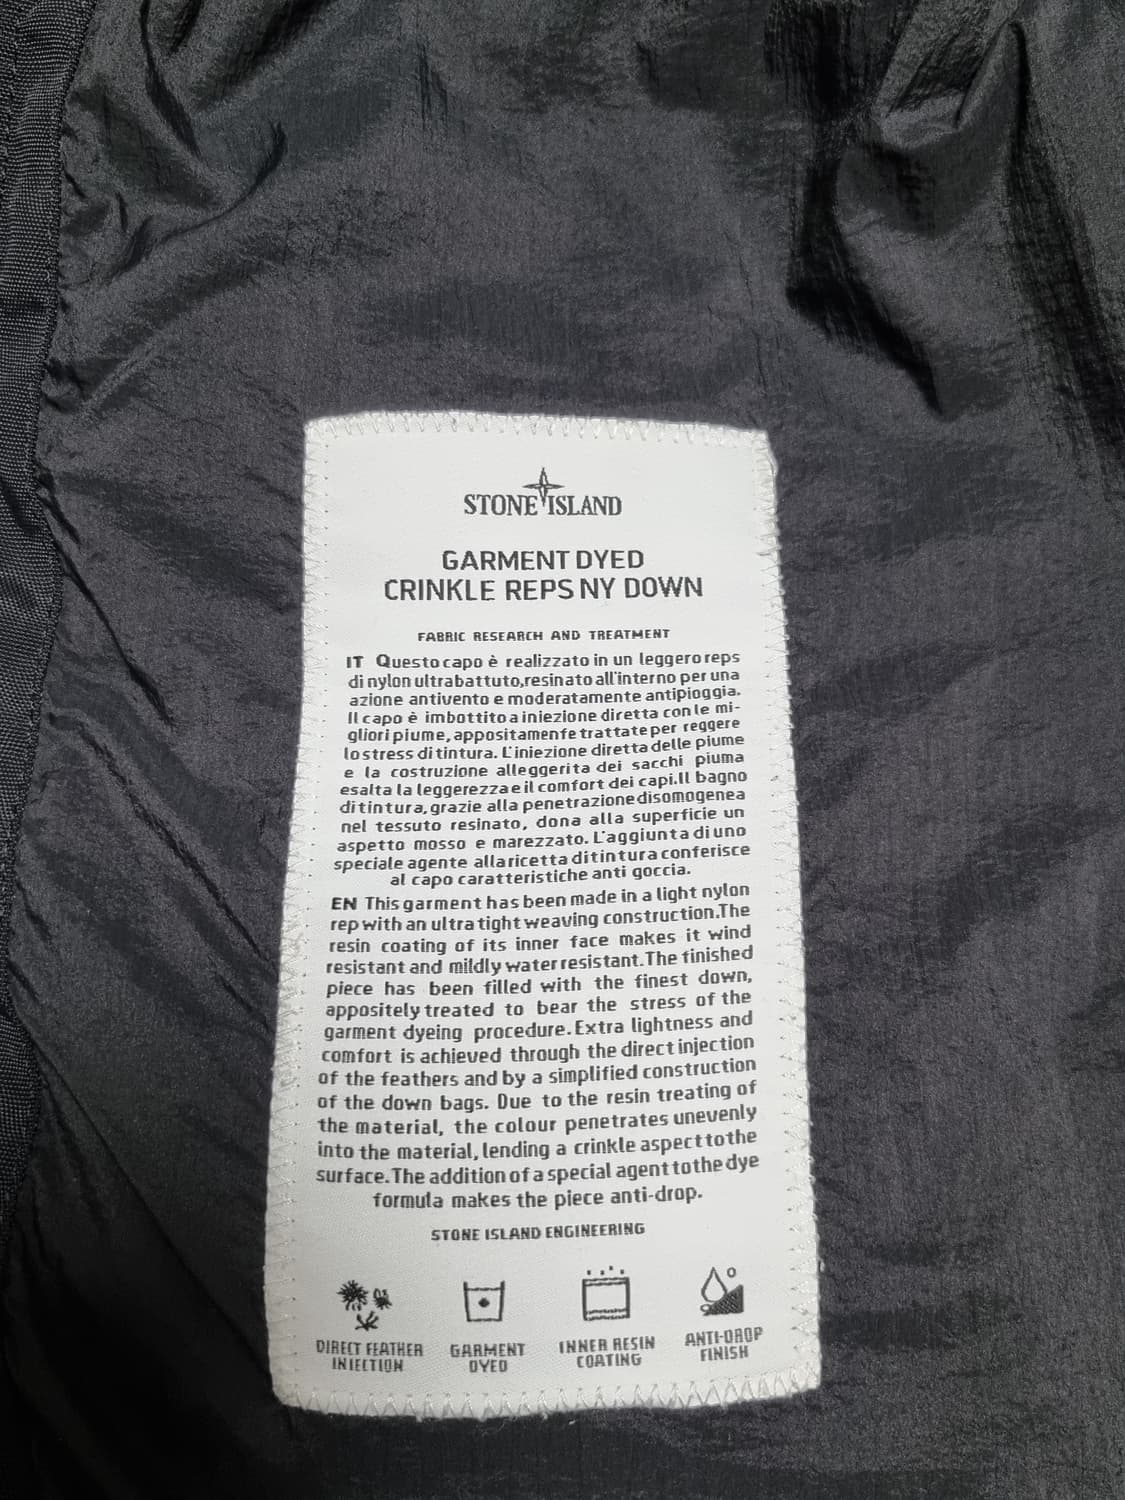 STONE ISLAND
GARMENT DYED
CRINKLE REPS NY DOWN
FABRIC RESEARCH AND TREATMENT
IT Questo capo è realizzato in un leggero reps
di nylon ultrabattuto, resinato all'interno per una
azione antivento e moderatamente antipioggia.
Il capo è imbottito a iniezione diretta con le mi-
gliori piume, appositamente trattate per reggere
lo stress di tintura. L'iniezione diretta delle piume
e la costruzione alleggerita dei sacchi piuma
esalta la leggerezza e il comfort dei capi. Il bagno
di tintura, grazie alla penetrazione disomogenea
nel tessuto resinato, dona alla superficie un
aspetto mosso e marezzato. L'aggiunta di uno
speciale agente alla ricetta di tintura conferisce
al capo caratteristiche anti goccia.
EN This garment has been made in a light nylon
rep with an ultra tight weaving construction. The
resin coating of its inner face makes it wind
resistant and mildly water resistant. The finished
piece has been filled with the finest down,
appositely treated to bear the stress of the
garment dyeing procedure. Extra lightness and
comfort is achieved through the direct injection
of the feathers and by a simplified construction
of the down bags. Due to the resin treating of
the material, the colour penetrates unevenly
into the material, lending a crinkle aspect to the
surface. The addition of a special agent to the dye
formula makes the piece anti-drop.
STONE ISLAND ENGINEERING
DIRECT FEATHER
INJECTION
GARMENT
DYED
INNER RESIN
COATING
ANTI-DROP
FINISH